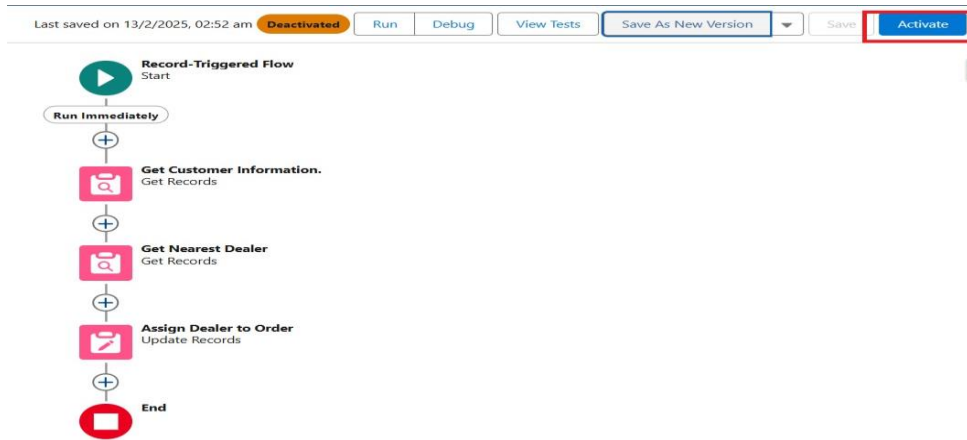 Last saved on 13/2/2025, 02:52 am Deactivated Run Debug View Tests Save As New Version Save Activate
Record-Triggered Flow
Start
Run Immediately
Get Customer Information.
Get Records
Get Nearest Dealer
Get Records
Assign Dealer to Order
Update Records
End